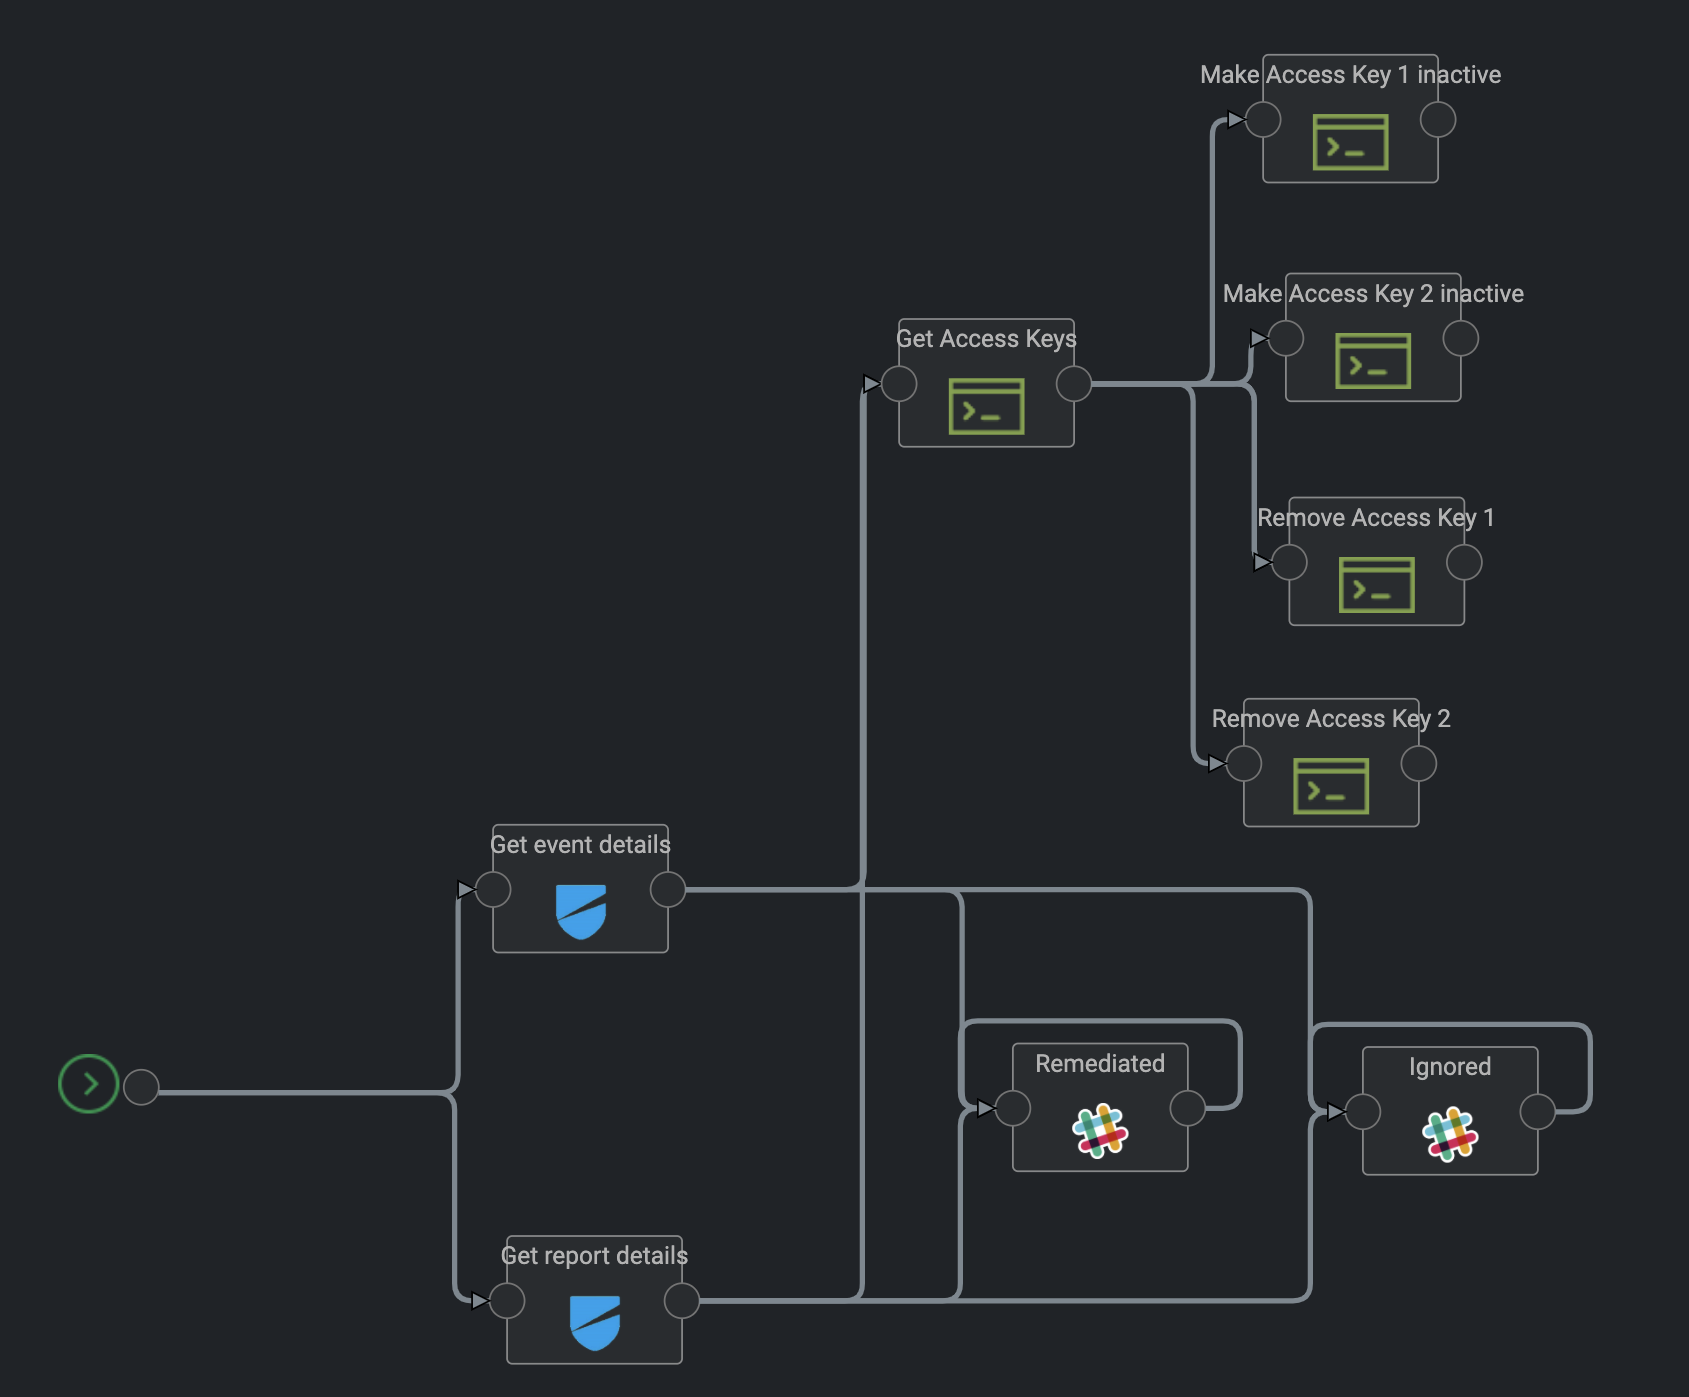 Make Access Key 1 inactive
Make Access Key 2 inactive
Get Access Keys
Remove Access Key 1
Remove Access Key 2
Get event details
Remediated
Ignored
Get report details